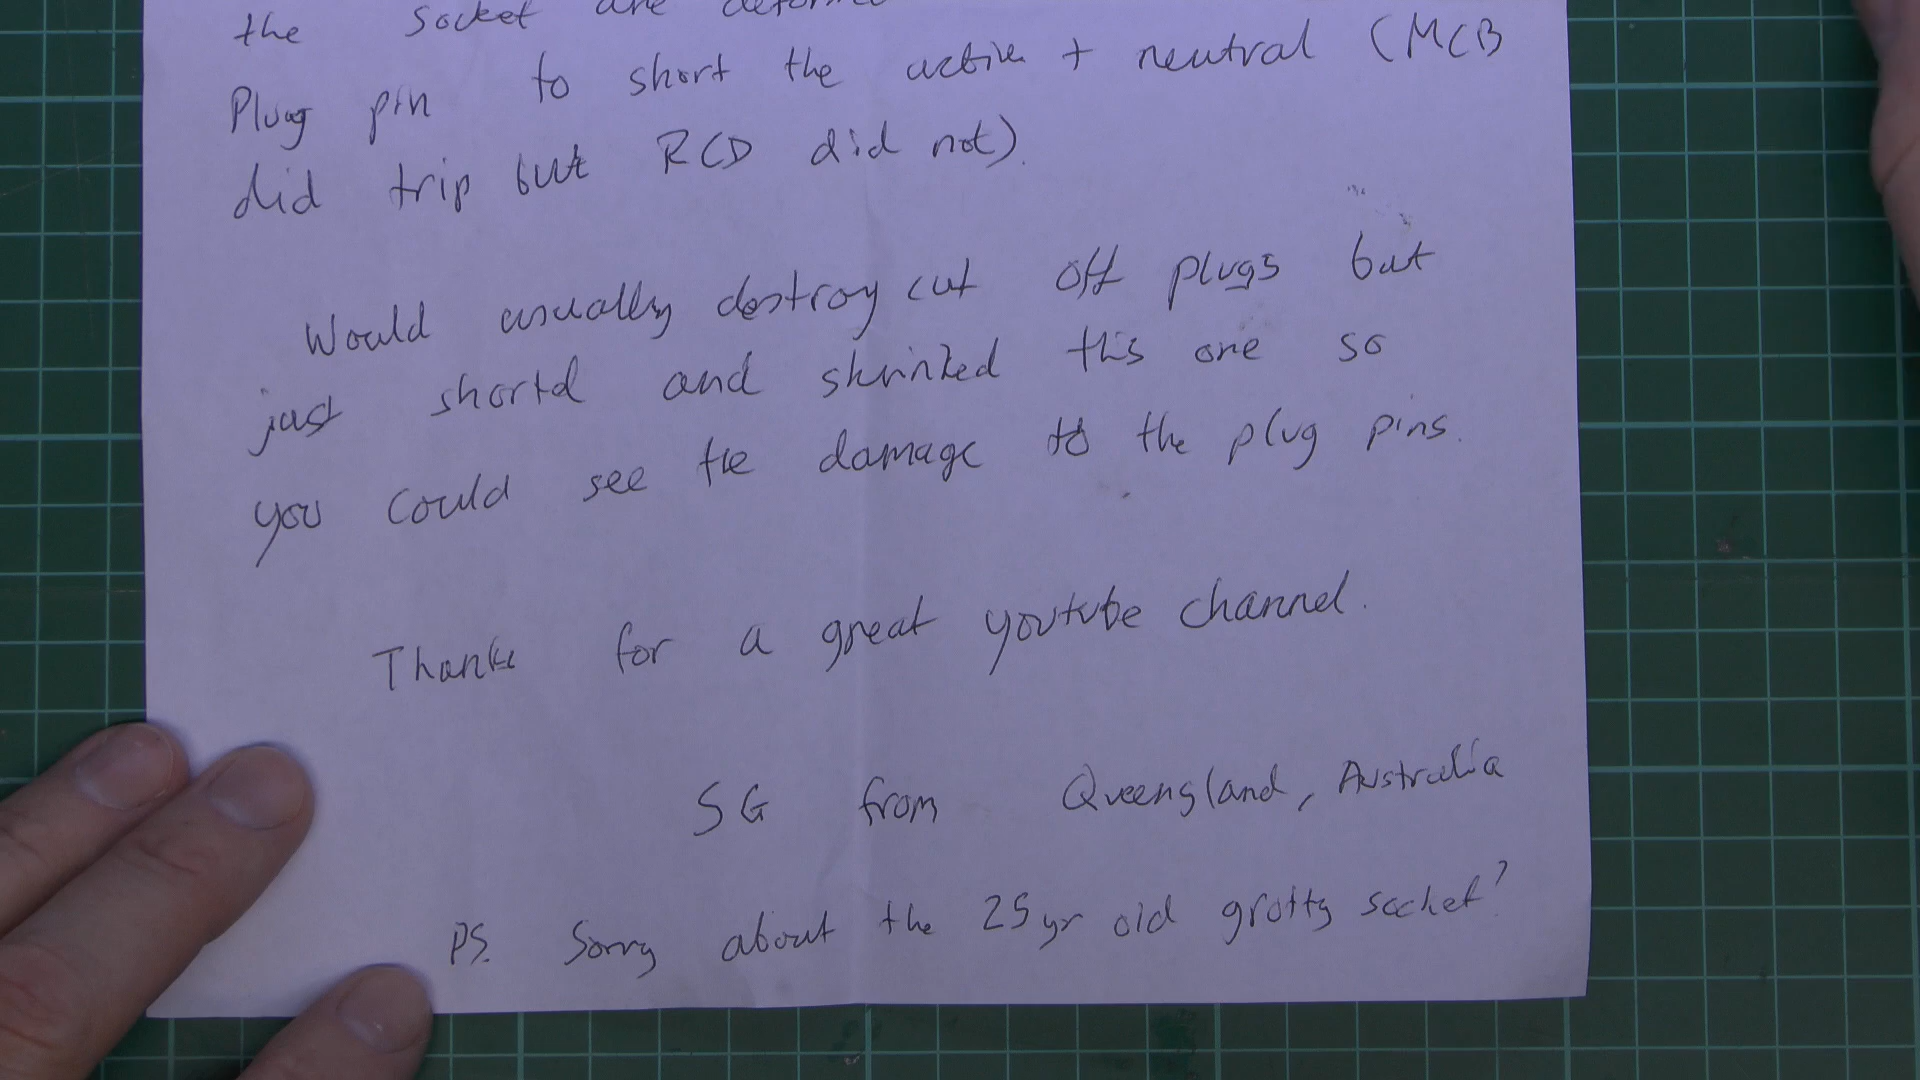 the socket are
Plug pin to short the active + neutral (MCB
did trip but RCD did not).
Would usually destroy cut off plugs but
just shortd and shrinked this one so
you could see the damage to the plug pins.
Thanks for a great youtube channel.
SG from Queensland, Australia
PS. Sorry about the 25yr old grotty socket?